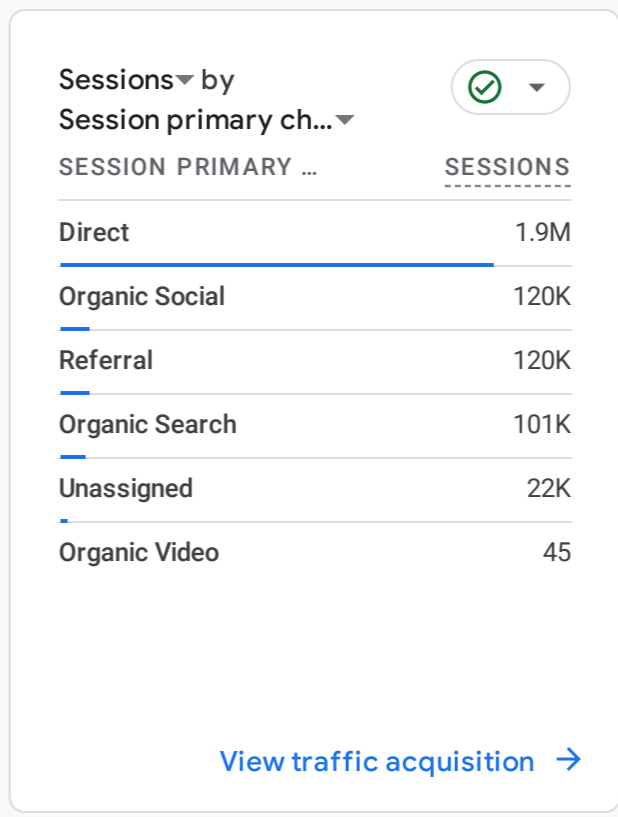 Sessions by
Session primary ch...
SESSION PRIMARY ... SESSIONS
Direct 1.9M
Organic Social 120K
Referral 120K
Organic Search 101K
Unassigned 22K
Organic Video 45
View traffic acquisition